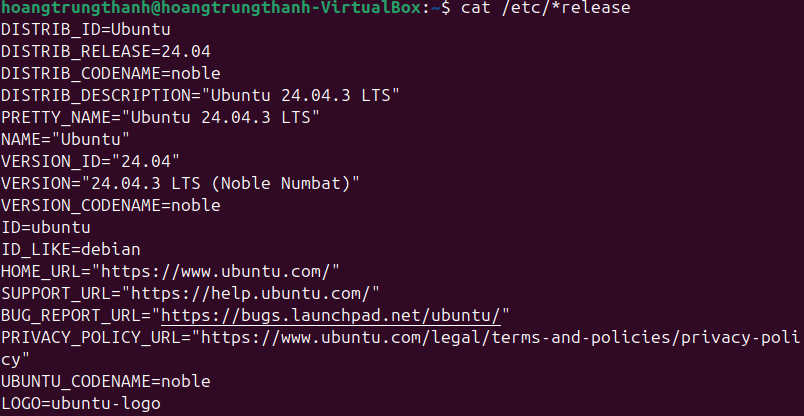 hoangtrungthanh@hoangtrungthanh-VirtualBox:~$ cat /etc/*release
DISTRIB_ID=Ubuntu
DISTRIB_RELEASE=24.04
DISTRIB_CODENAME=noble
DISTRIB_DESCRIPTION="Ubuntu 24.04.3 LTS"
PRETTY_NAME="Ubuntu 24.04.3 LTS"
NAME="Ubuntu"
VERSION_ID="24.04"
VERSION="24.04.3 LTS (Noble Numbat)"
VERSION_CODENAME=noble
ID=ubuntu
ID_LIKE=debian
HOME_URL="https://www.ubuntu.com/"
SUPPORT_URL="https://help.ubuntu.com/"
BUG_REPORT_URL="https://bugs.launchpad.net/ubuntu/"
PRIVACY_POLICY_URL="https://www.ubuntu.com/legal/terms-and-policies/privacy-poli
cy"
UBUNTU_CODENAME=noble
LOGO=ubuntu-logo